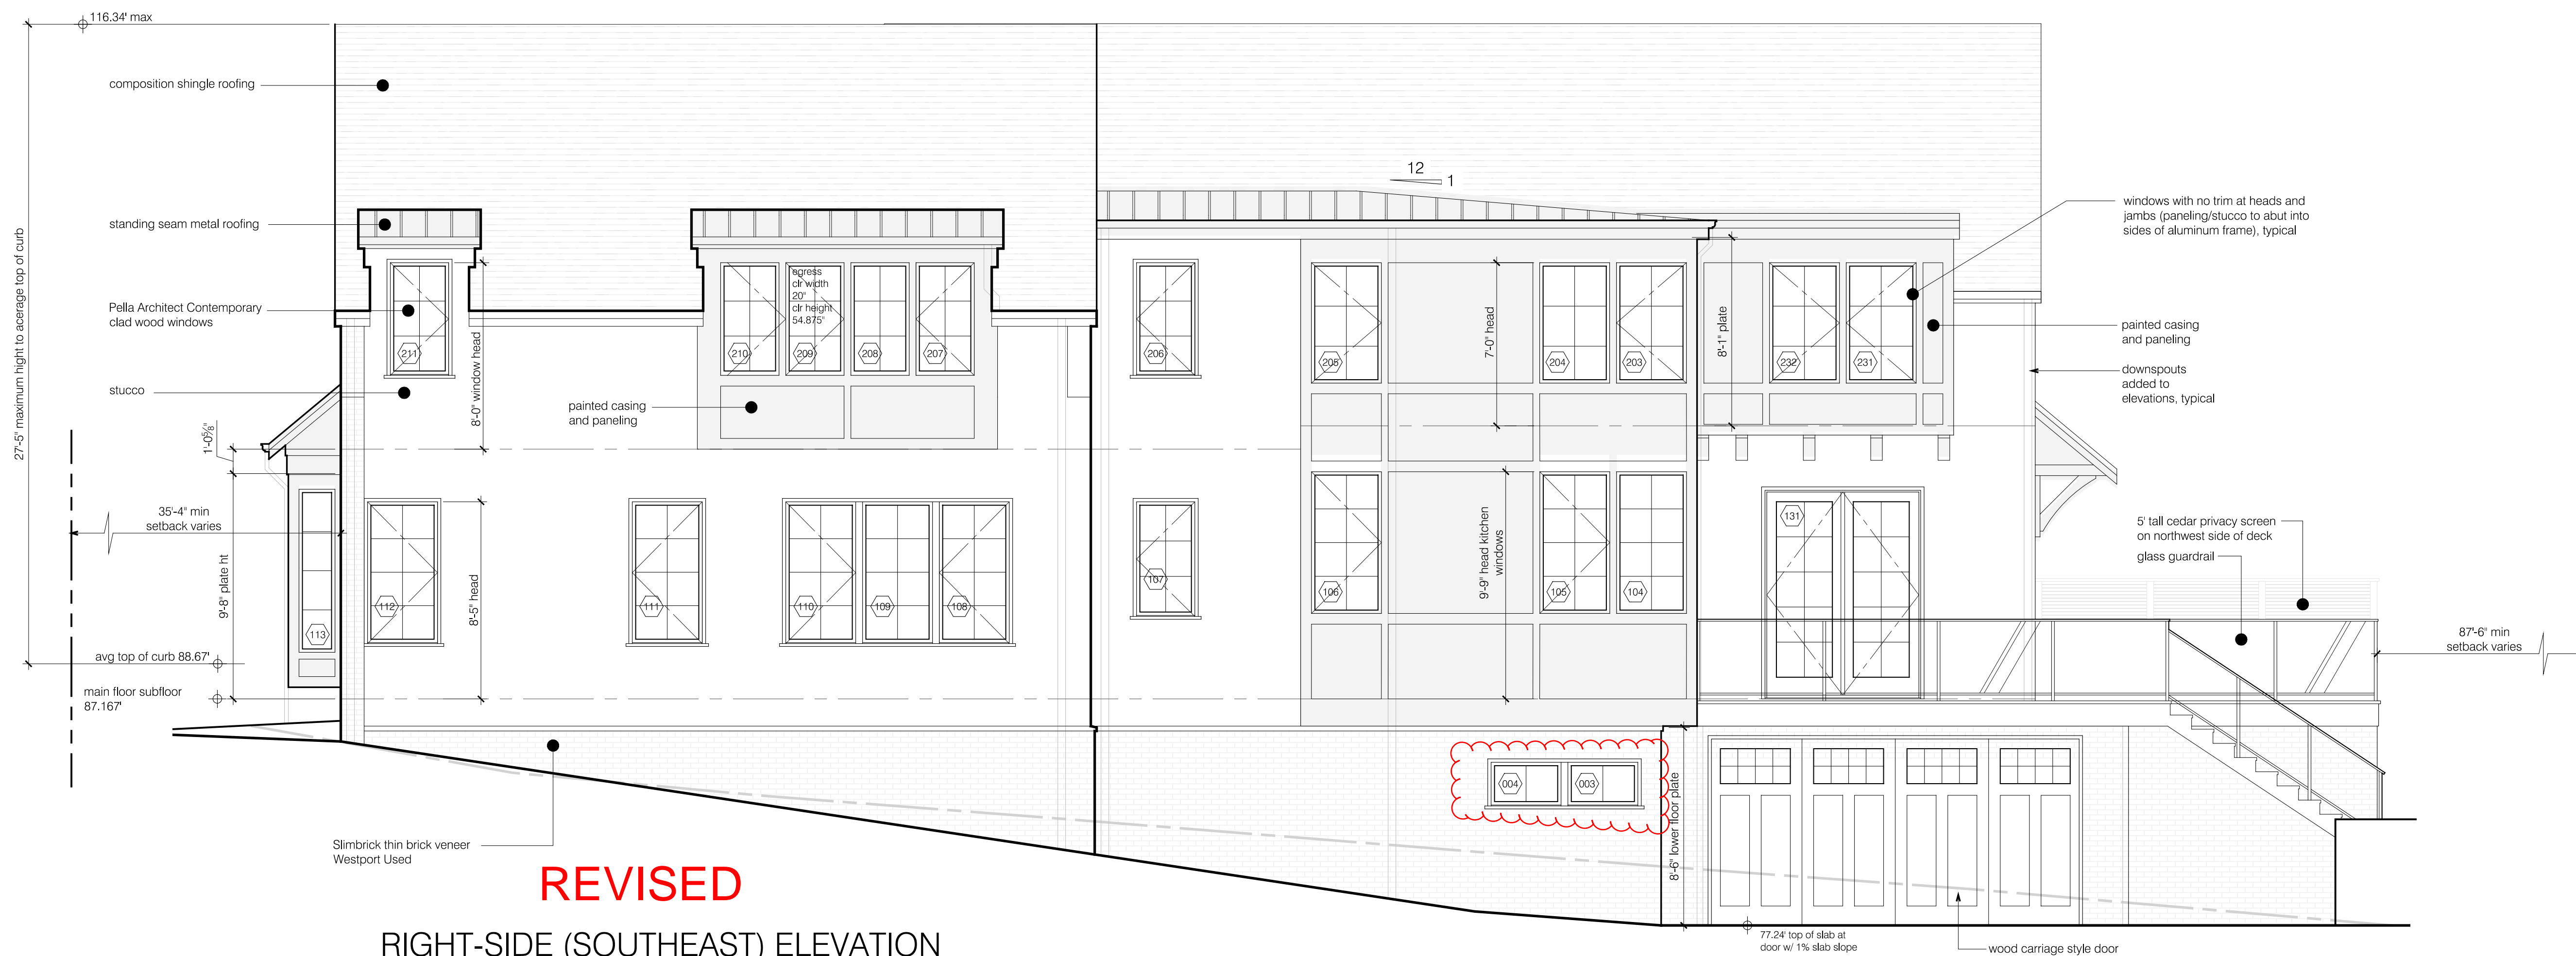 116.34' max
27'-5" maximum hight to acerage top of curb
composition shingle roofing
standing seam metal roofing
Pella Architect Contemporary
clad wood windows
stucco
1'-0⅝"
35'-4" min
setback varies
9'-8" plate ht
avg top of curb 88.67'
main floor subfloor
87.167'
113
211
8'-0" window head
112
8'-5" head
111
painted casing
and paneling
egress
clr width
20"
clr height
54.875"
210
209
208
207
110
109
108
12
1
206
107
205
7'-0" head
204
203
8'-1" plate
232
231
106
9'-9" head kitchen
windows
105
104
131
windows with no trim at heads and
jambs (paneling/stucco to abut into
sides of aluminum frame), typical
painted casing
and paneling
downspouts
added to
elevations, typical
5' tall cedar privacy screen
on northwest side of deck
glass guardrail
87'-6" min
setback varies
004
003
8'-6" lower floor plate
Slimbrick thin brick veneer
Westport Used
77.24' top of slab at
door w/ 1% slab slope
wood carriage style door
REVISED
RIGHT-SIDE (SOUTHEAST) ELEVATION